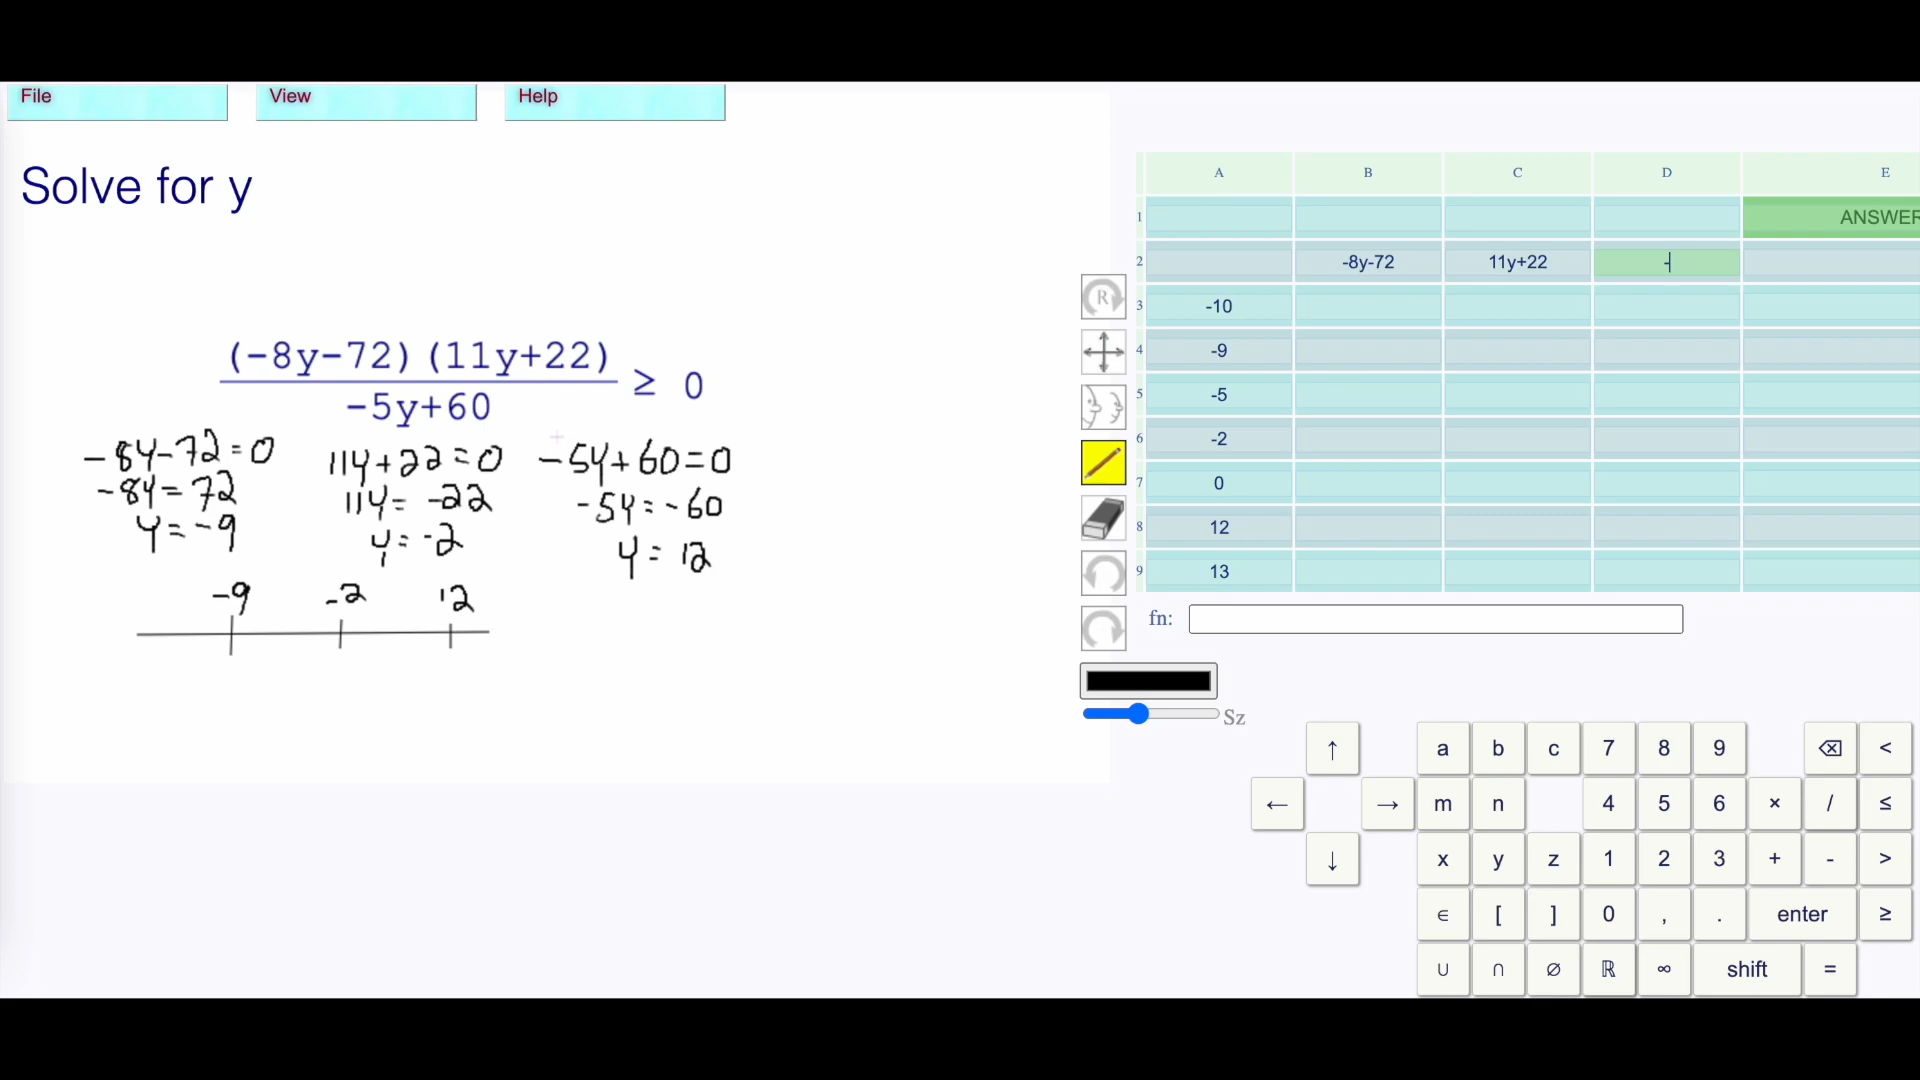 File View Help
Solve for y
(-8y-72)(11y+22)
≥ 0
-5y+60
-8y-72=0 11y+22=0 -5y+60=0
-8y=72 11y=-22 -5y=-60
y=-9 y=-2 y=12
-9 -2 12
A B C D E
1 ANSWER
2 -8y-72 11y+22 -
3 -10
4 -9
5 -5
6 -2
7 0
8 12
9 13
fn:
R
Sz
↑ a b c 7 8 9 ⌫ <
← → m n 4 5 6 × / ≤
↓ x y z 1 2 3 + - >
∈ [ ] 0 , . enter ≥
∪ ∩ ∅ ℝ ∞ shift =